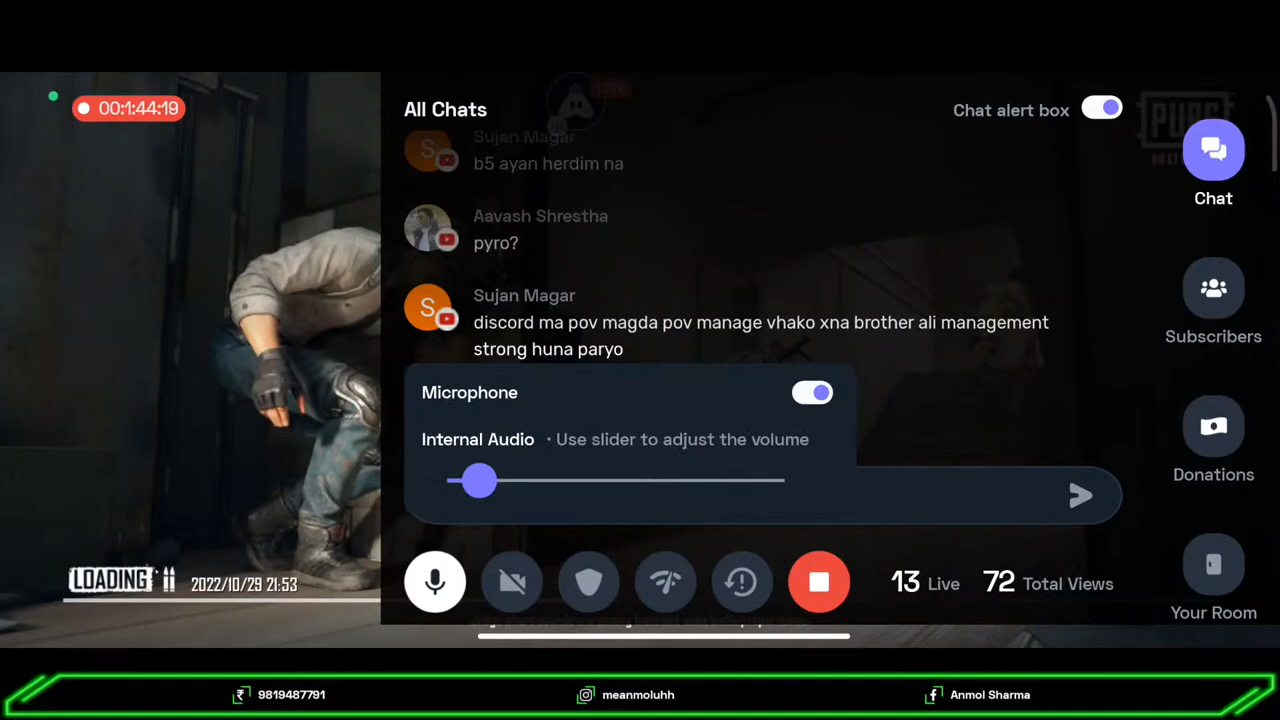 00:1:44:19
All Chats
Chat alert box
PUBG
Chat
Sujan Magar
b5 ayan herdim na
Aavash Shrestha
pyro?
S
Sujan Magar
discord ma pov magda pov manage vhako xna brother ali management
strong huna paryo
Subscribers
Microphone
Internal Audio • Use slider to adjust the volume
Donations
LOADING
2022/10/29 21:53
13 Live
72 Total Views
Your Room
9819487791
meanmoluhh
Anmol Sharma